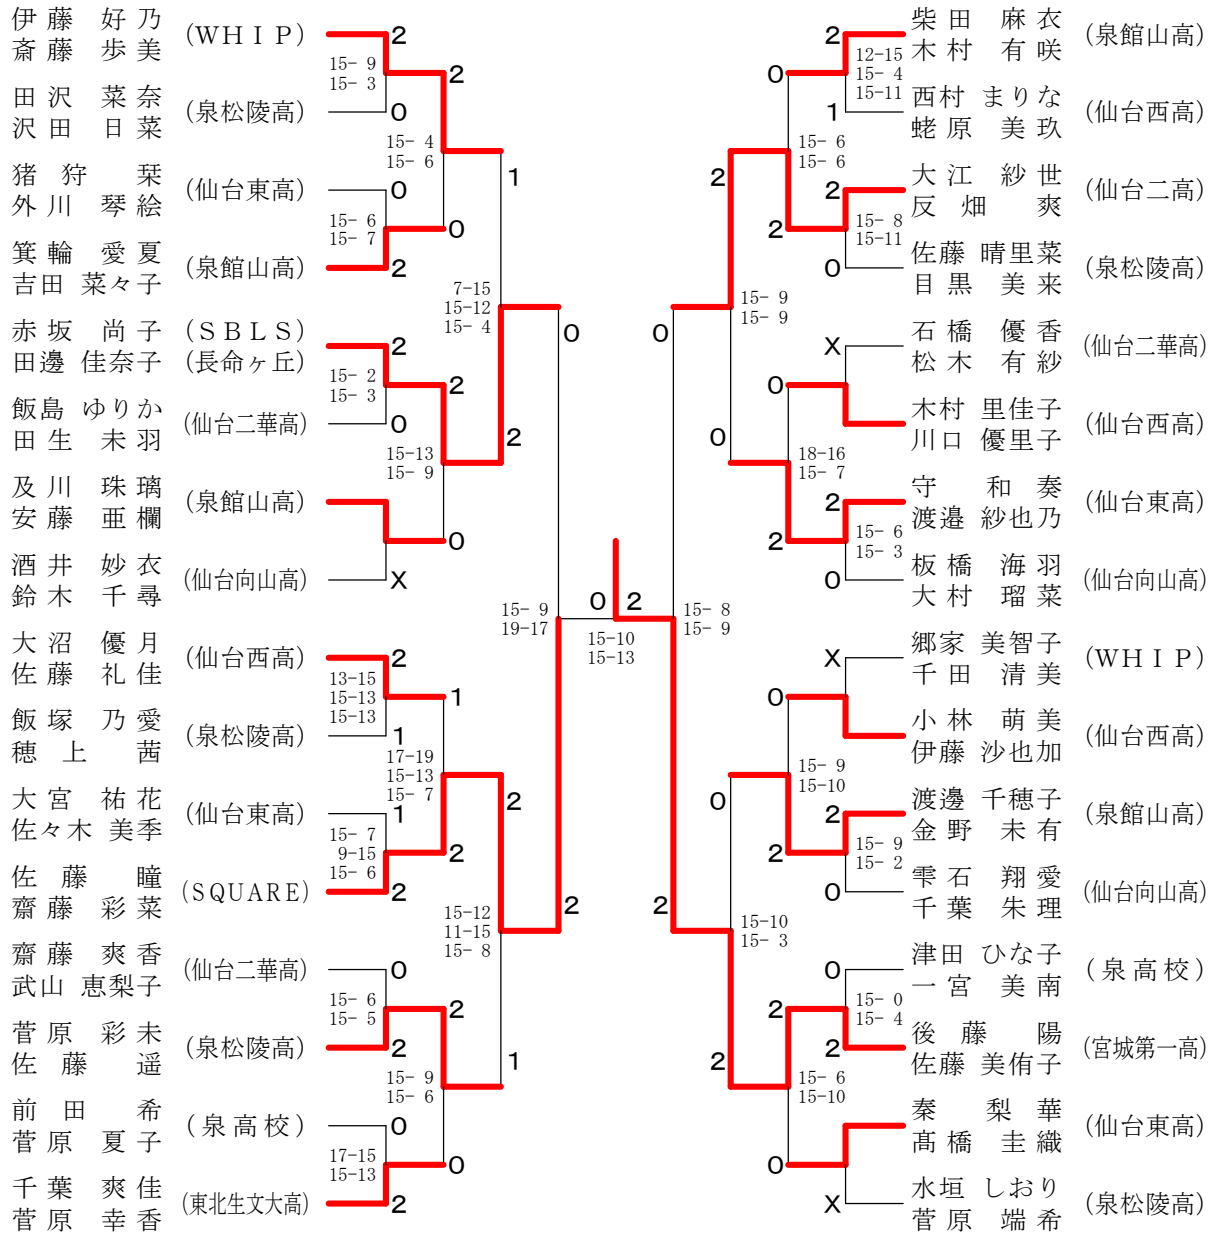 伊藤 好乃
斎藤 歩美
(WHIP)
2
15- 9
15- 3
田沢 菜奈
沢田 日菜
(泉松陵高)
0
2
15- 4
15- 6
猪狩 栞
外川 琴絵
(仙台東高)
0
15- 6
15- 7
箕輪 愛夏
吉田 菜々子
(泉館山高)
2
0
1
7-15
15-12
15- 4
赤坂 尚子
田邊 佳奈子
(SBLS)
(長命ヶ丘)
2
15- 2
15- 3
飯島 ゆりか
田生 未羽
(仙台二華高)
0
2
15-13
15- 9
及川 珠璃
安藤 亜欄
(泉館山高)
酒井 妙衣
鈴木 千尋
(仙台向山高)
X
0
2
0
15- 9
19-17
大沼 優月
佐藤 礼佳
(仙台西高)
2
13-15
15-13
15-13
飯塚 乃愛
穂上 茜
(泉松陵高)
1
1
17-19
15-13
15- 7
大宮 祐花
佐々木 美季
(仙台東高)
1
15- 7
9-15
15- 6
佐藤 瞳
齋藤 彩菜
(SQUARE)
2
2
2
15-12
11-15
15- 8
齋藤 爽香
武山 恵梨子
(仙台二華高)
0
15- 6
15- 5
菅原 彩未
佐藤 遥
(泉松陵高)
2
2
15- 9
15- 6
前田 希
菅原 夏子
(泉高校)
0
17-15
15-13
千葉 爽佳
菅原 幸香
(東北生文大高)
2
0
1
2
0
2
15-10
15-13
柴田 麻衣
木村 有咲
(泉館山高)
2
12-15
15- 4
15-11
西村 まりな
蛯原 美玖
(仙台西高)
1
0
15- 6
15- 6
大江 紗世
反畑 爽
(仙台二高)
2
15- 8
15-11
佐藤 晴里菜
目黒 美来
(泉松陵高)
0
2
2
15- 9
15- 9
石橋 優香
松木 有紗
(仙台二華高)
X
木村 里佳子
川口 優里子
(仙台西高)
0
18-16
15- 7
守 和奏
渡邉 紗也乃
(仙台東高)
2
15- 6
15- 3
板橋 海羽
大村 瑠菜
(仙台向山高)
0
2
0
0
15- 8
15- 9
郷家 美智子
千田 清美
(WHIP)
X
小林 萌美
伊藤 沙也加
(仙台西高)
0
15- 9
15-10
渡邊 千穂子
金野 未有
(泉館山高)
2
15- 9
15- 2
雫石 翔愛
千葉 朱理
(仙台向山高)
0
2
0
15-10
15- 3
津田 ひな子
一宮 美南
(泉高校)
0
15- 0
15- 4
後藤 陽
佐藤 美侑子
(宮城第一高)
2
2
15- 6
15-10
秦 梨華
髙橋 圭織
(仙台東高)
水垣 しおり
菅原 端希
(泉松陵高)
X
0
2
2